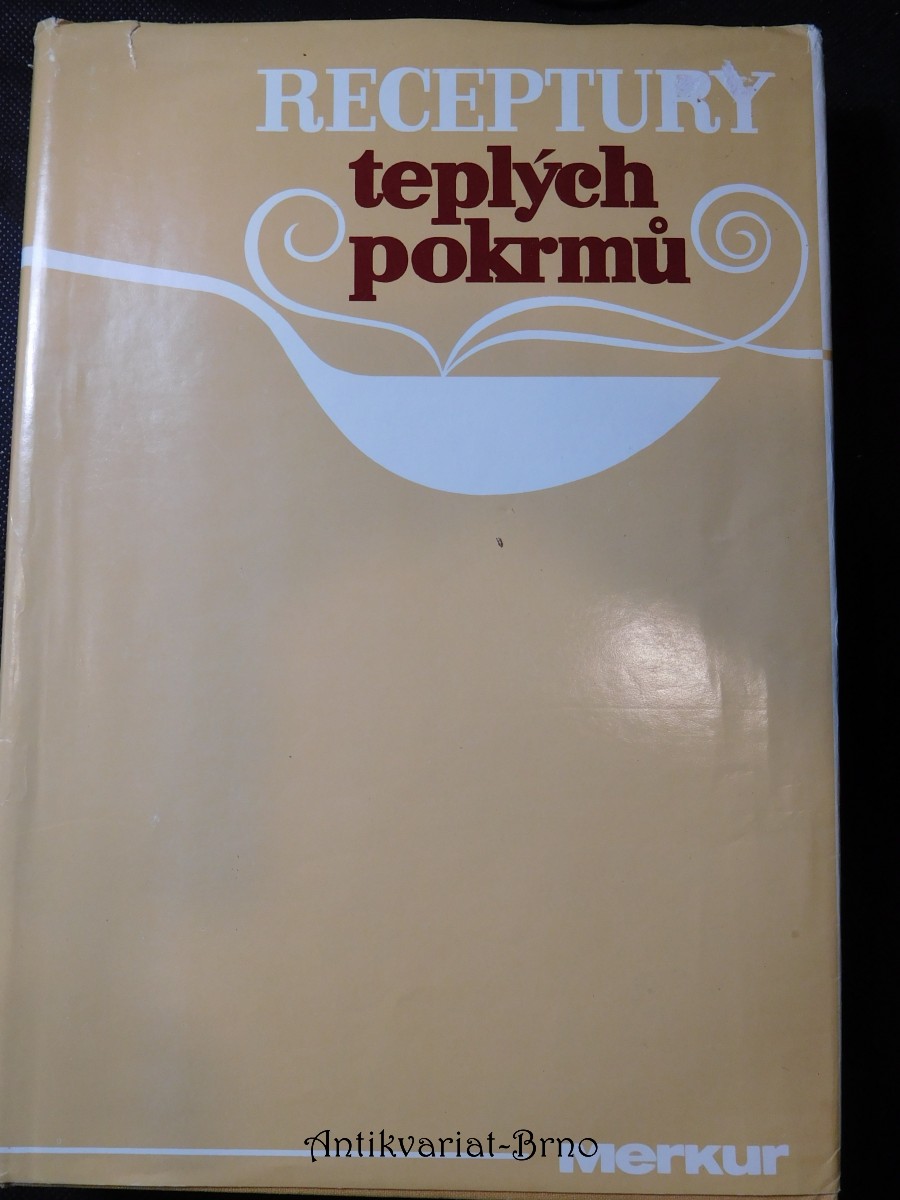 RECEPTURY
teplých
pokrmů
Antikvariat-Brno
Merkur